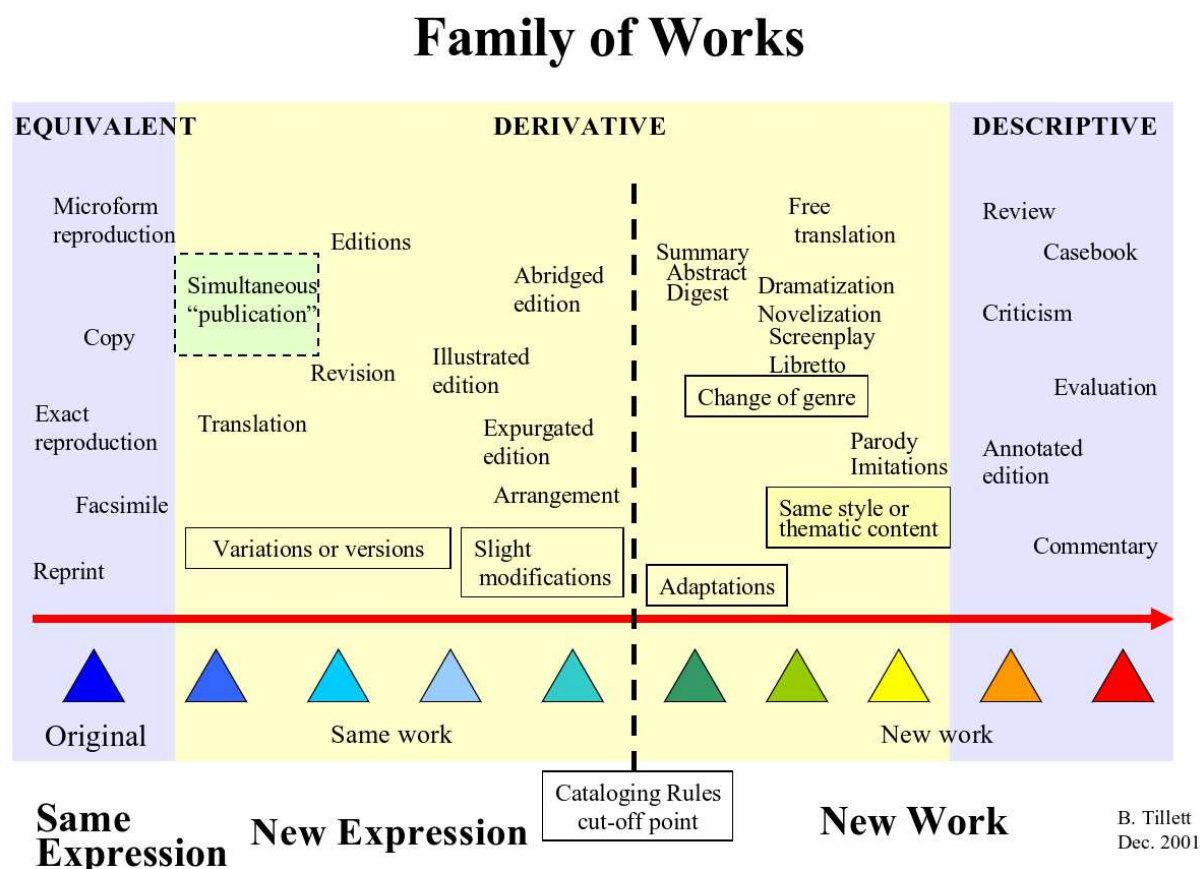 Family of Works
EQUIVALENT
DERIVATIVE
DESCRIPTIVE
Microform
reproduction
Copy
Exact
reproduction
Facsimile
Reprint
Simultaneous
“publication”
Editions
Revision
Translation
Abridged
edition
Illustrated
edition
Expurgated
edition
Arrangement
Variations or versions
Slight
modifications
Summary
Abstract
Digest
Free
translation
Dramatization
Novelization
Screenplay
Libretto
Change of genre
Parody
Imitations
Same style or
thematic content
Adaptations
Review
Casebook
Criticism
Evaluation
Annotated
edition
Commentary
Original
Same work
New work
Same
Expression
New Expression
Cataloging Rules
cut-off point
New Work
B. Tillett
Dec. 2001